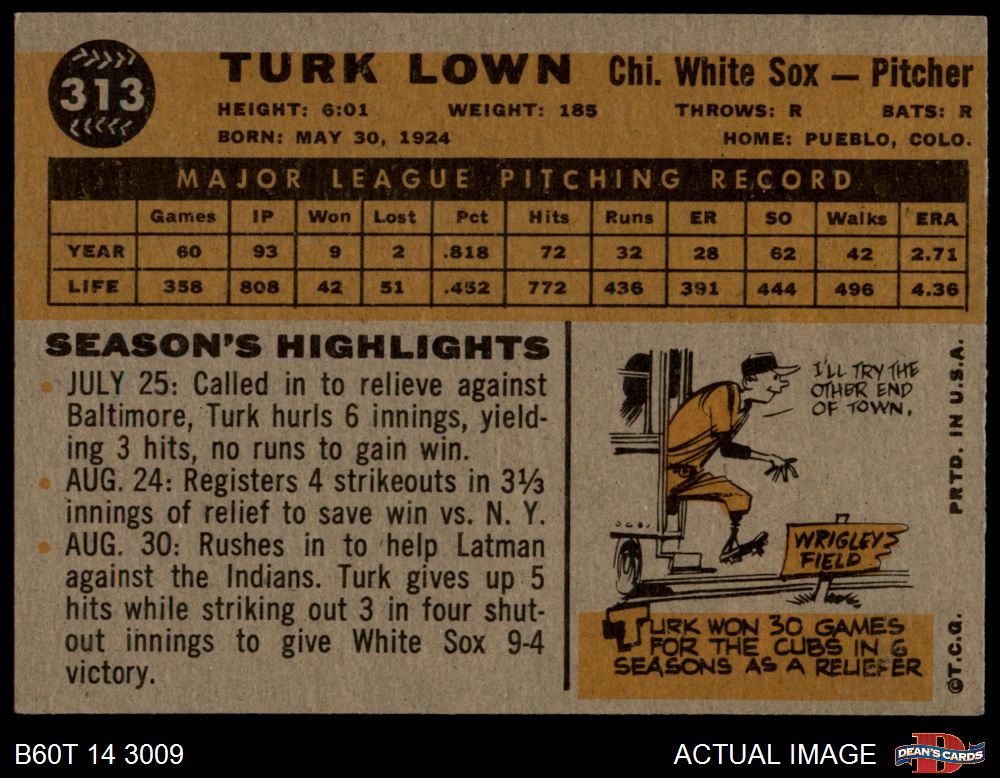 313
TURK LOWN Chi. White Sox — Pitcher
HEIGHT: 6:01 WEIGHT: 185 THROWS: R BATS: R
BORN: MAY 30, 1924 HOME: PUEBLO, COLO.
MAJOR LEAGUE PITCHING RECORD
Games IP Won Lost Pct Hits Runs ER SO Walks ERA
YEAR 60 93 9 2 .818 72 32 28 62 42 2.71
LIFE 358 808 42 51 .452 772 436 391 444 496 4.36
SEASON'S HIGHLIGHTS
• JULY 25: Called in to relieve against
Baltimore, Turk hurls 6 innings, yield-
ing 3 hits, no runs to gain win.
• AUG. 24: Registers 4 strikeouts in 3⅓
innings of relief to save win vs. N. Y.
• AUG. 30: Rushes in to help Latman
against the Indians. Turk gives up 5
hits while striking out 3 in four shut-
out innings to give White Sox 9-4
victory.
I'LL TRY THE
OTHER END
OF TOWN.
WRIGLEY
FIELD
TURK WON 30 GAMES
FOR THE CUBS IN 6
SEASONS AS A RELIEFER
©T.C.G. PRTD. IN U.S.A.
B60T 14 3009 ACTUAL IMAGE
D
DEAN'S CARDS